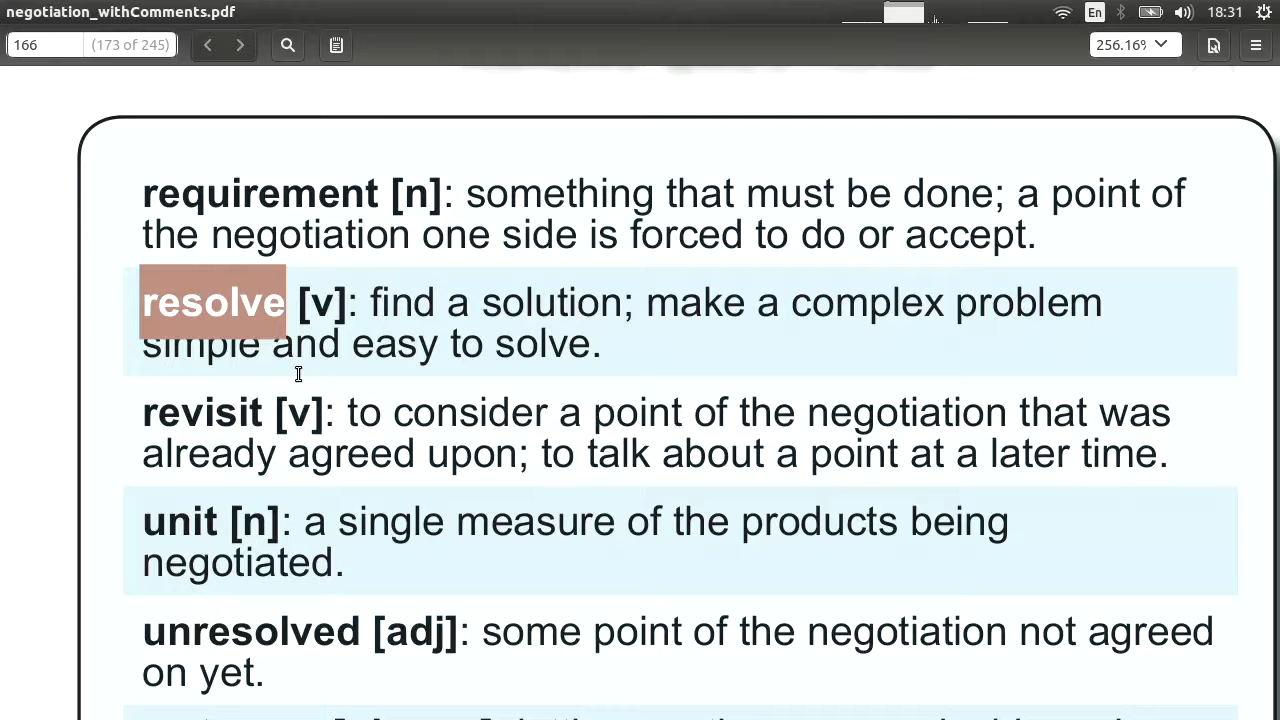 negotiation_withComments.pdf
En
18:31
166
(173 of 245)
256.16%
requirement [n]: something that must be done; a point of
the negotiation one side is forced to do or accept.
resolve [v]: find a solution; make a complex problem
simple and easy to solve.
revisit [v]: to consider a point of the negotiation that was
already agreed upon; to talk about a point at a later time.
unit [n]: a single measure of the products being
negotiated.
unresolved [adj]: some point of the negotiation not agreed
on yet.